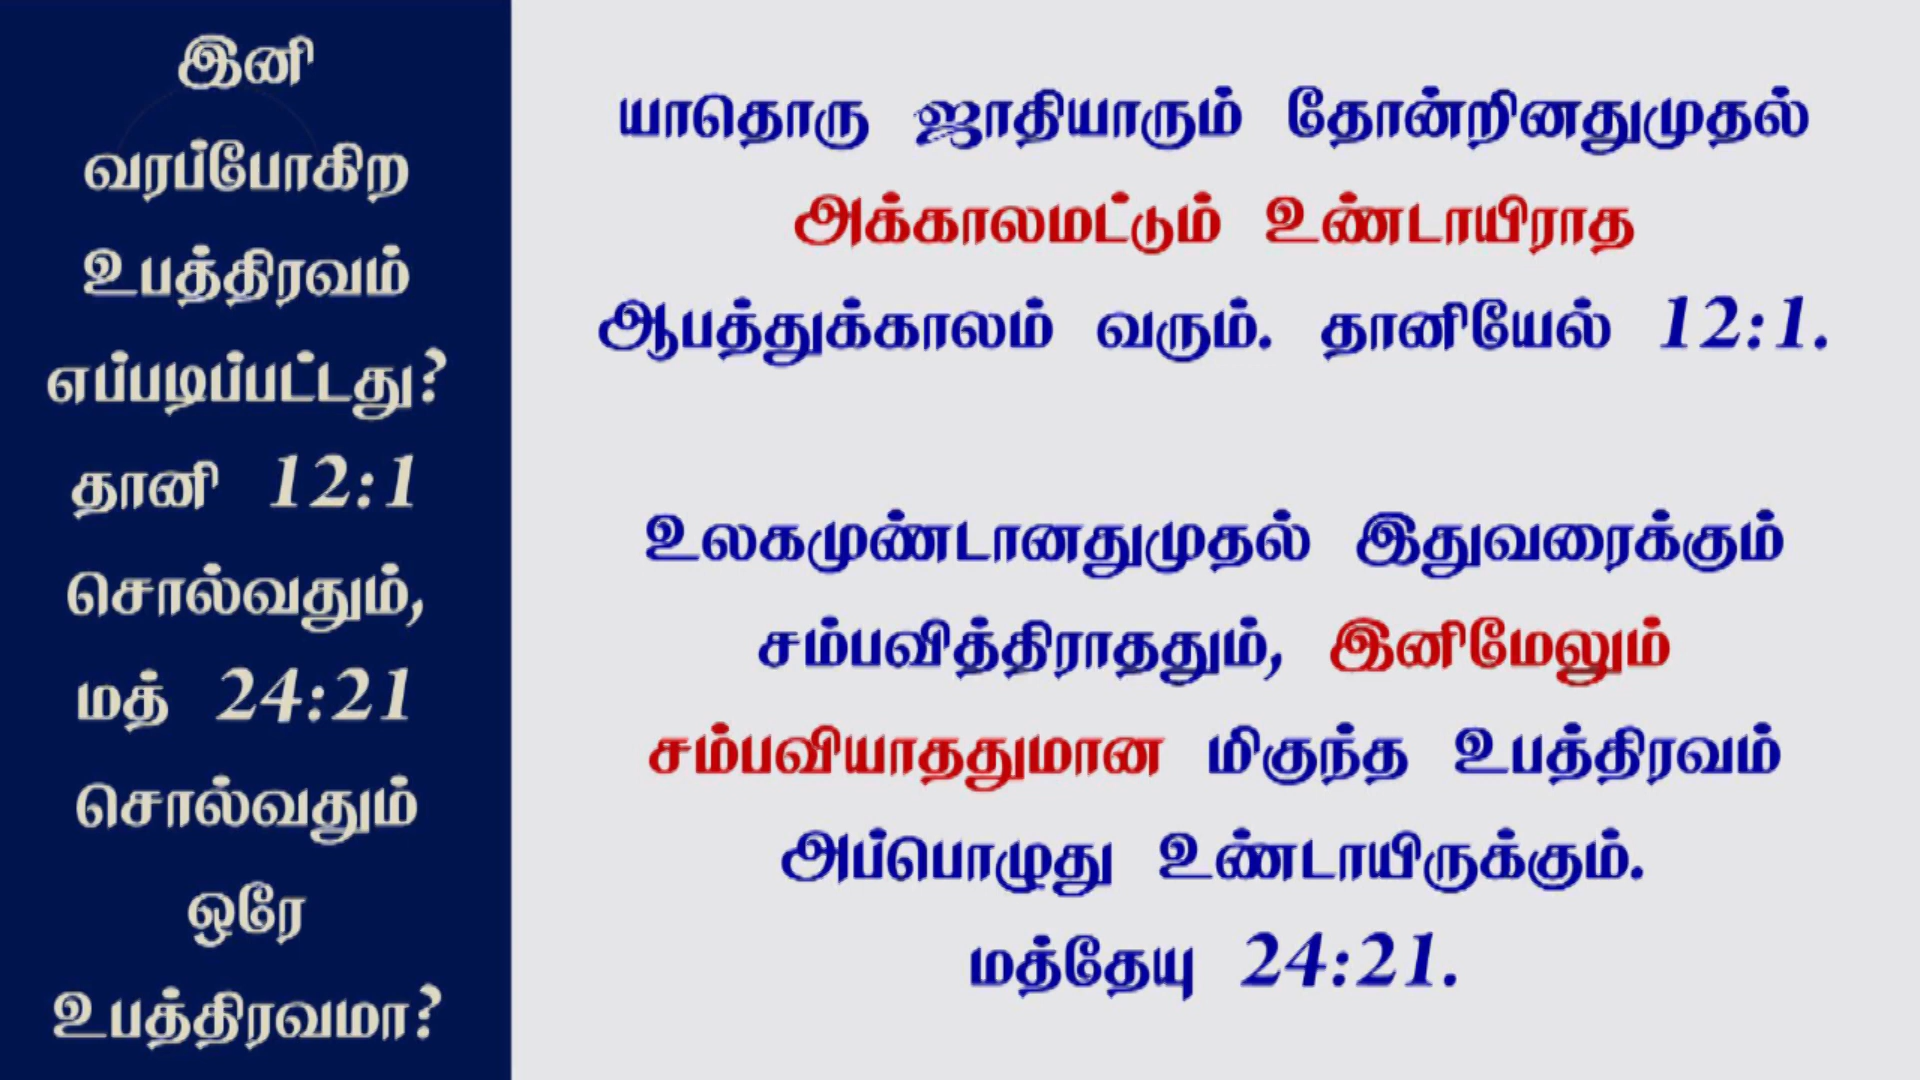 இனி
வரப்போகிற
உபத்திரவம்
எப்படிப்பட்டது?
தானி 12:1
சொல்வதும்,
மத் 24:21
சொல்வதும்
ஒரே
உபத்திரவமா?
யாதொரு ஜாதியாரும் தோன்றினதுமுதல்
அக்காலமட்டும் உண்டாயிராத
ஆபத்துக்காலம் வரும். தானியேல் 12:1.
உலகமுண்டானதுமுதல் இதுவரைக்கும்
சம்பவித்திராததும், இனிமேலும்
சம்பவியாததுமான மிகுந்த உபத்திரவம்
அப்பொழுது உண்டாயிருக்கும்.
மத்தேயு 24:21.